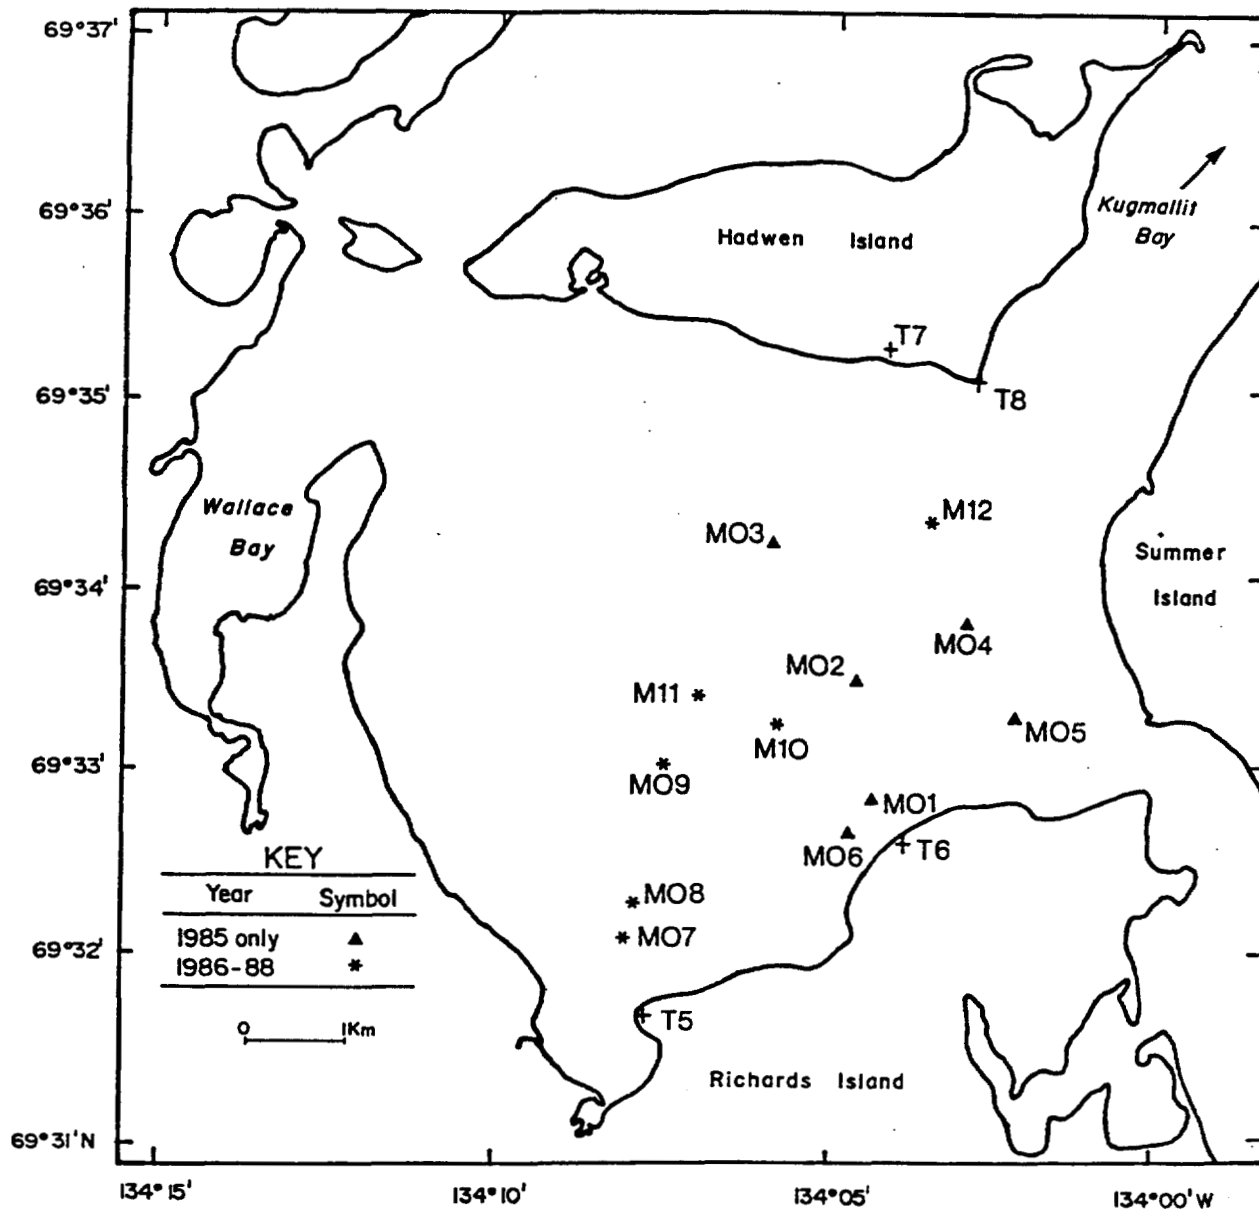 69°37'
69°36'
Hadwen Island
Kugmallit
Bay
T7
69°35'
T8
Wallace
Bay
M12
MO3
Summer
Island
69°34'
MO4
MO2
M11
MO5
M10
69°33'
MO9
MO1
T6
MO6
KEY
Year Symbol
1985 only ▲
1986-88 *
MO8
MO7
69°32'
T5
0 1Km
Richards Island
69°31'N
134°15' 134°10' 134°05' 134°00'W